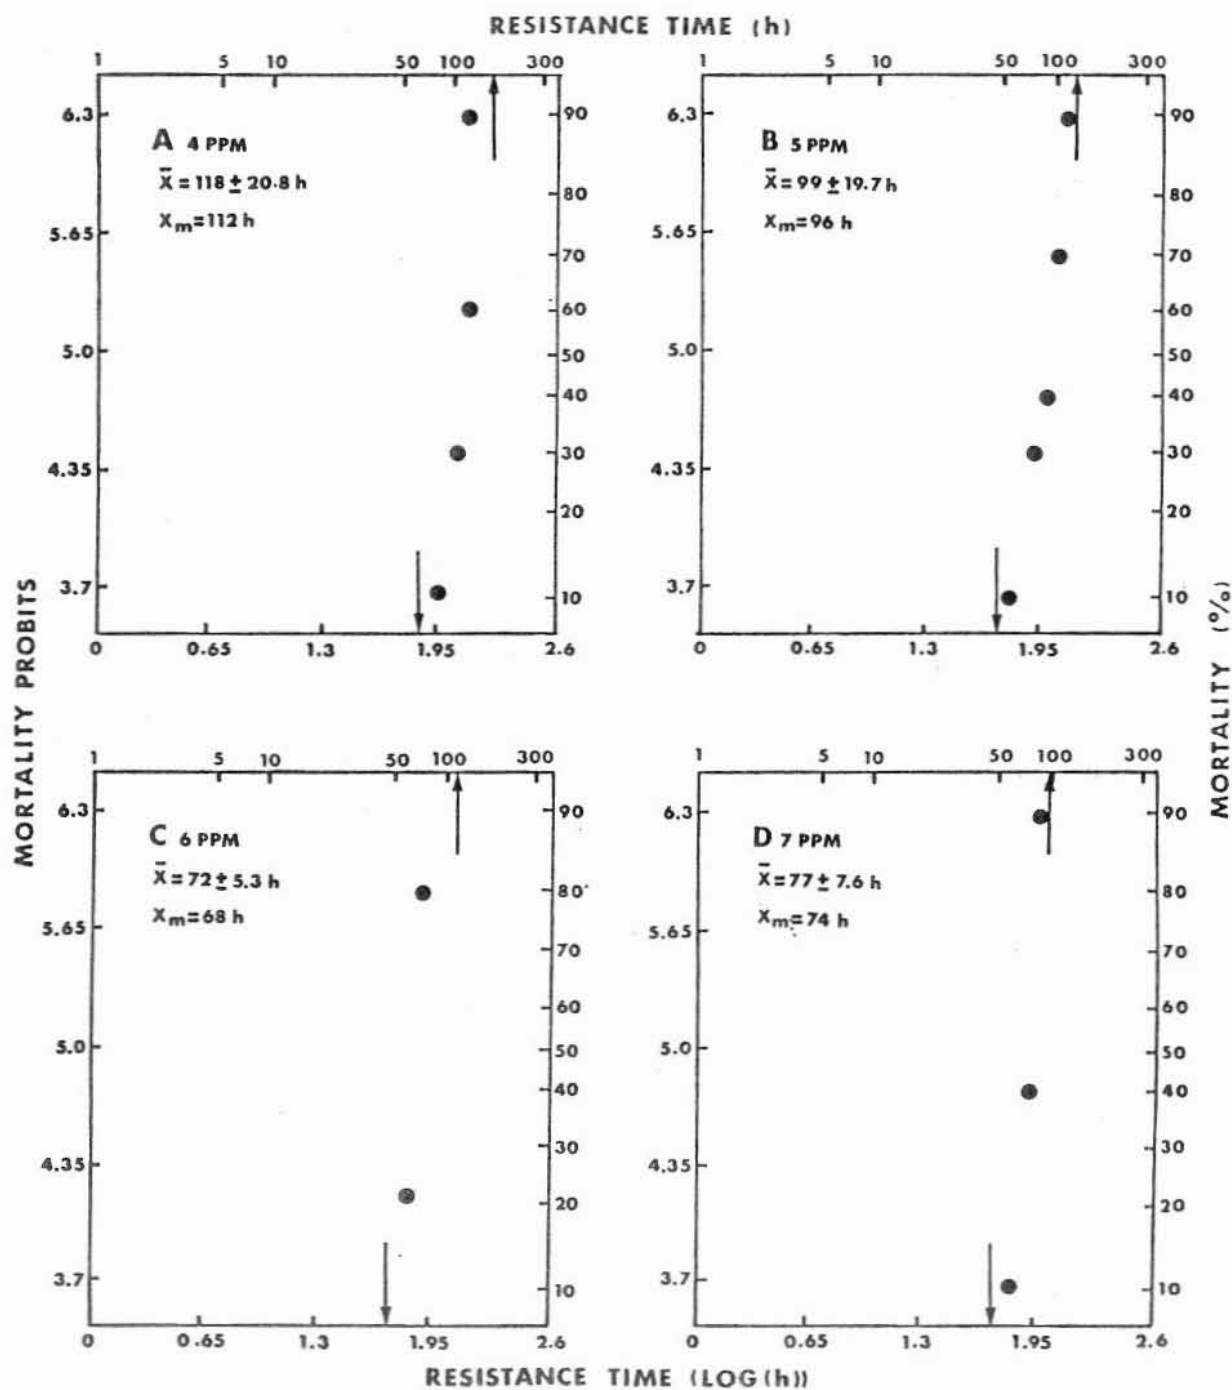 RESISTANCE TIME (h)
1 5 10 50 100 300
1 5 10 50 100 300
A 4 PPM
X̄ = 118 ± 20.8 h
Xm=112 h
6.3
5.65
5.0
4.35
3.7
90
80
70
60
50
40
30
20
10
0 0.65 1.3 1.95 2.6
B 5 PPM
X̄ = 99 ± 19.7 h
Xm=96 h
6.3
5.65
5.0
4.35
3.7
90
80
70
60
50
40
30
20
10
0 0.65 1.3 1.95 2.6
MORTALITY PROBITS
MORTALITY (%)
1 5 10 50 100 300
1 5 10 50 100 300
C 6 PPM
X̄ = 72 ± 5.3 h
Xm=68 h
6.3
5.65
5.0
4.35
3.7
90
80
70
60
50
40
30
20
10
0 0.65 1.3 1.95 2.6
D 7 PPM
X̄ = 77 ± 7.6 h
Xm=74 h
6.3
5.65
5.0
4.35
3.7
90
80
70
60
50
40
30
20
10
0 0.65 1.3 1.95 2.6
RESISTANCE TIME (LOG (h))